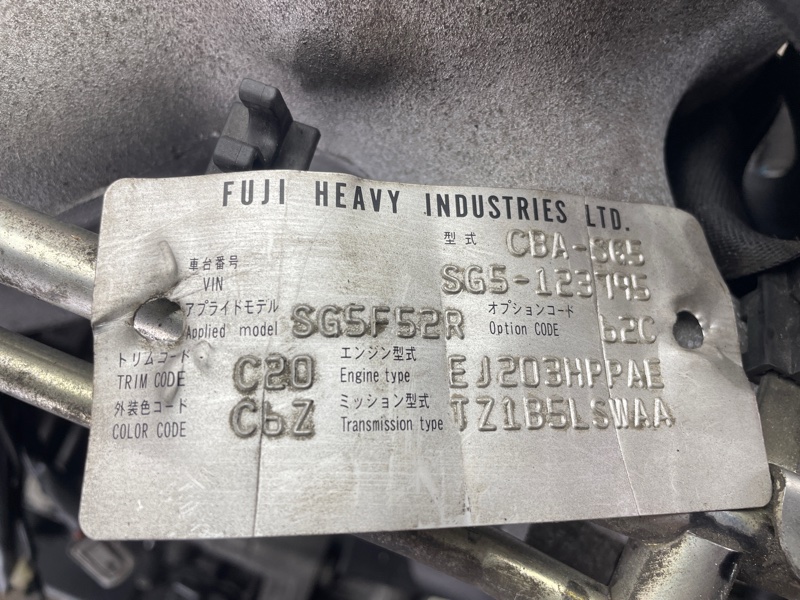 FUJI HEAVY INDUSTRIES LTD.
型式 CBA-SG5
車台番号 VIN SG5-123795
アプライドモデル Applied model SG5F52R オプションコード Option CODE b2C
トリムコード TRIM CODE C20 エンジン型式 Engine type EJ203HPPAE
外装色コード COLOR CODE CbZ ミッション型式 Transmission type TZ1B5LSWAA